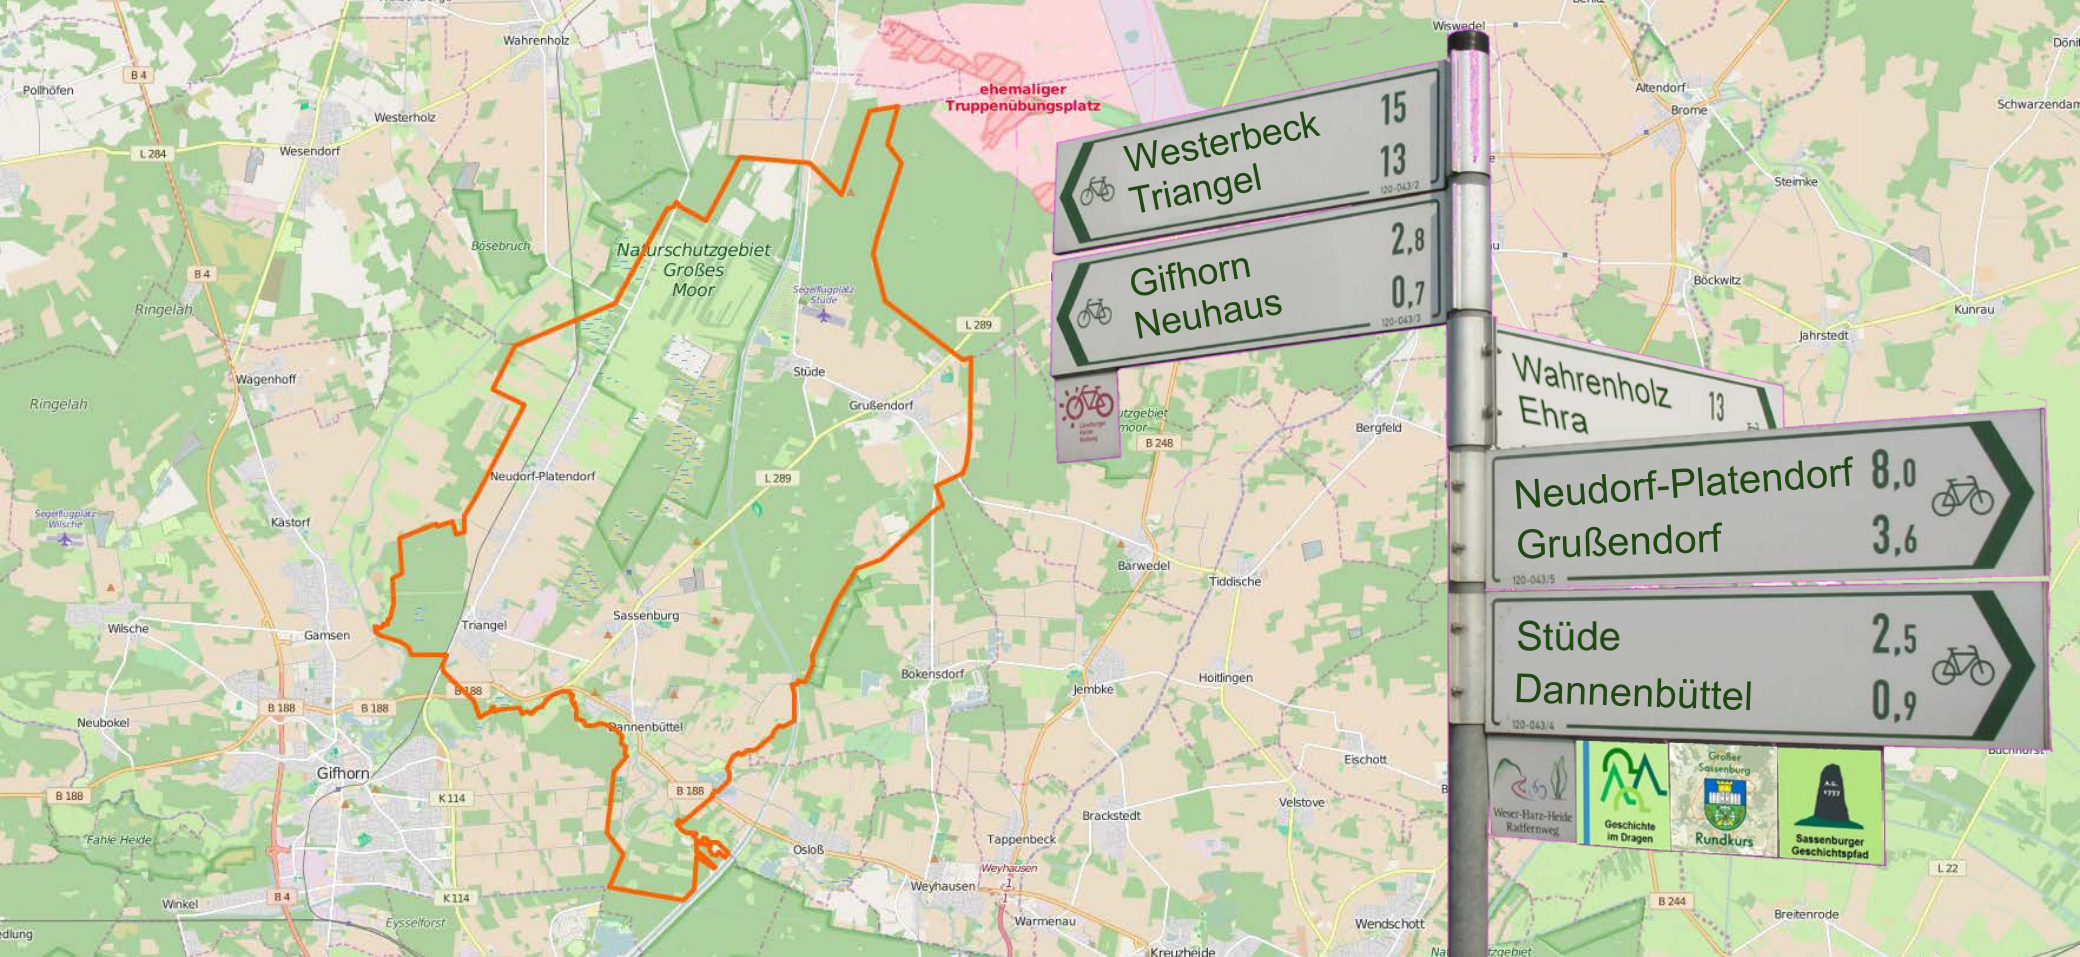 Wahrenholz
Wiswedel
B 4
Pollhöfen
Westerholz
L 284
Wesendorf
ehemaliger
Truppenübungsplatz
Altendorf
Brome
Steimke
Böckwitz
Kunrau
Jahrstedt
Bösebruch
B 4
Ringelah
Naturschutzgebiet
Großes
Moor
Segelflugplatz
Stüde
L 289
Wagenhoff
Ringelah
Stüde
Grußendorf
Neudorf-Platendorf
L 289
B 248
Bergfeld
Segelflugplatz
Wilsche
Kästorf
Barwedel
Tiddische
Wilsche
Gamsen
Triangel
Sassenburg
Bokensdorf
Jembke
Hoitlingen
B 188
B 188
B 188
Neubokel
Dannenbüttel
Gifhorn
B 188
B 188
K 114
Fahle Heide
Osloß
Brackstedt
Velstove
Eischott
Tappenbeck
Weyhausen
Weyhausen
Winkel
B 4
K 114
Eysselforst
Warmenau
Kreuzheide
Wendschott
L 22
B 244
Breitenrode
Westerbeck 15
Triangel 13
120-043/2
Gifhorn 2,8
Neuhaus 0,7
120-043/3
Wahrenholz 13
Ehra
Neudorf-Platendorf 8,0
Grußendorf 3,6
120-043/5
Stüde 2,5
Dannenbüttel 0,9
120-043/4
Weser-Harz-Heide
Radfernweg
Geschichte
im Dragen
Großer
Sassenburg
Rundkurs
A.G.
1757
Sassenburger
Geschichtspfad